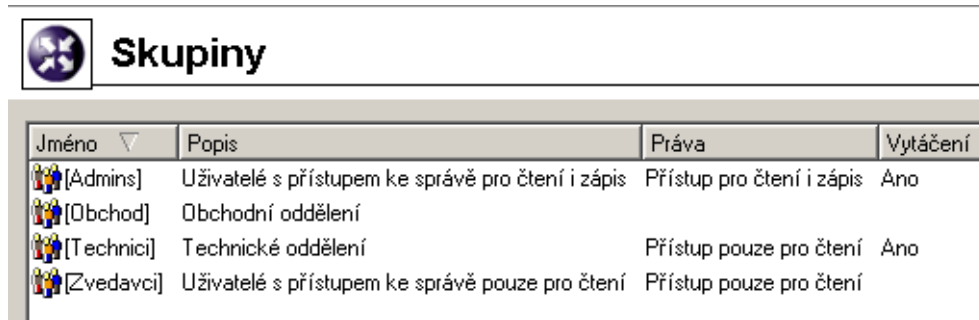 Skupiny
Jméno Popis Práva Vytáčení
[Admins] Uživatelé s přístupem ke správě pro čtení i zápis Přístup pro čtení i zápis Ano
[Obchod] Obchodní oddělení
[Technici] Technické oddělení Přístup pouze pro čtení Ano
[Zvedavci] Uživatelé s přístupem ke správě pouze pro čtení Přístup pouze pro čtení